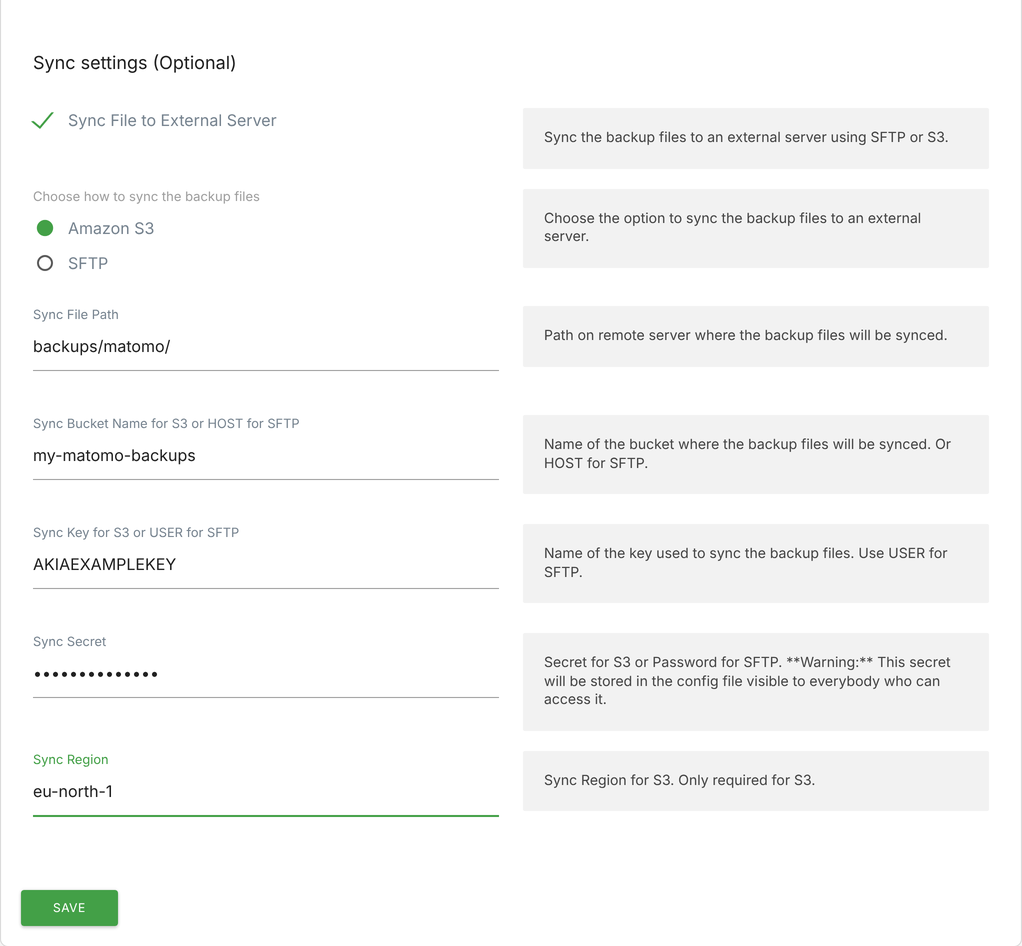 Sync settings (Optional)
Sync File to External Server
Sync the backup files to an external server using SFTP or S3.
Choose how to sync the backup files
Amazon S3
SFTP
Choose the option to sync the backup files to an external
server.
Sync File Path
backups/matomo/
Path on remote server where the backup files will be synced.
Sync Bucket Name for S3 or HOST for SFTP
my-matomo-backups
Name of the bucket where the backup files will be synced. Or
HOST for SFTP.
Sync Key for S3 or USER for SFTP
AKIAEXAMPLEKEY
Name of the key used to sync the backup files. Use USER for
SFTP.
Sync Secret
••••••••••••••
Secret for S3 or Password for SFTP. **Warning:** This secret
will be stored in the config file visible to everybody who can
access it.
Sync Region
eu-north-1
Sync Region for S3. Only required for S3.
SAVE